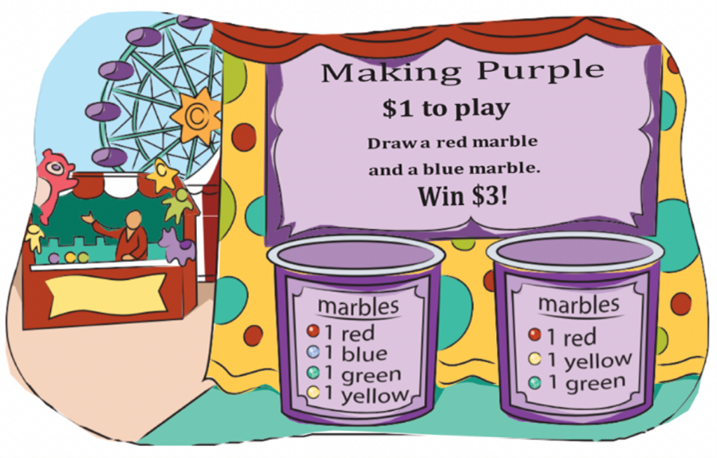 Making Purple
$1 to play
Draw a red marble
and a blue marble.
Win $3!
marbles
1 red
1 blue
1 green
1 yellow
marbles
1 red
1 yellow
1 green
©